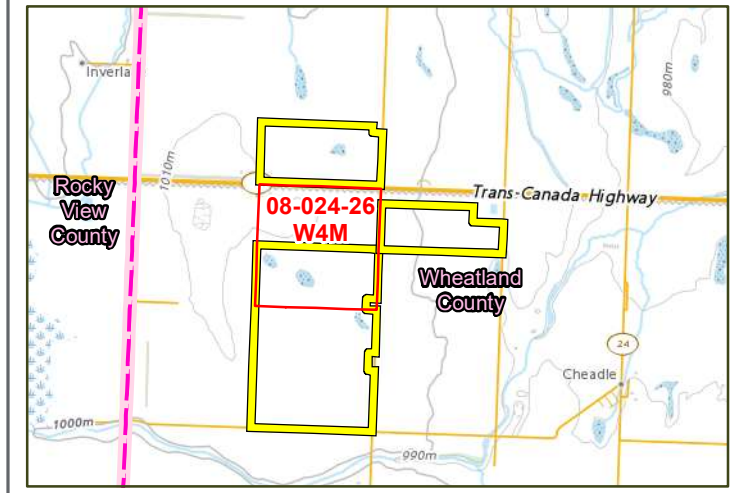 Inverla
980m
1010m
Trans-Canada-Highway
Rocky
View
County
08-024-26
W4M
Wheatland
County
24
Cheadle
1000m
990m